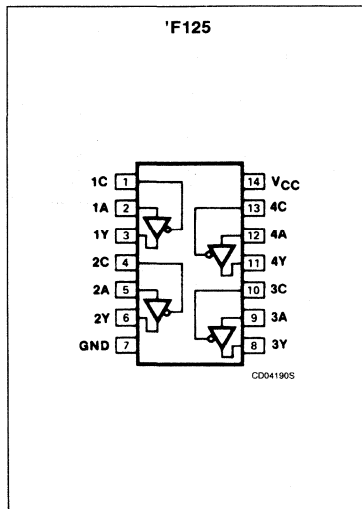 'F125
1C 1 14 VCC
1A 2 13 4C
1Y 3 12 4A
2C 4 11 4Y
2A 5 10 3C
2Y 6 9 3A
GND 7 8 3Y
CD04190S